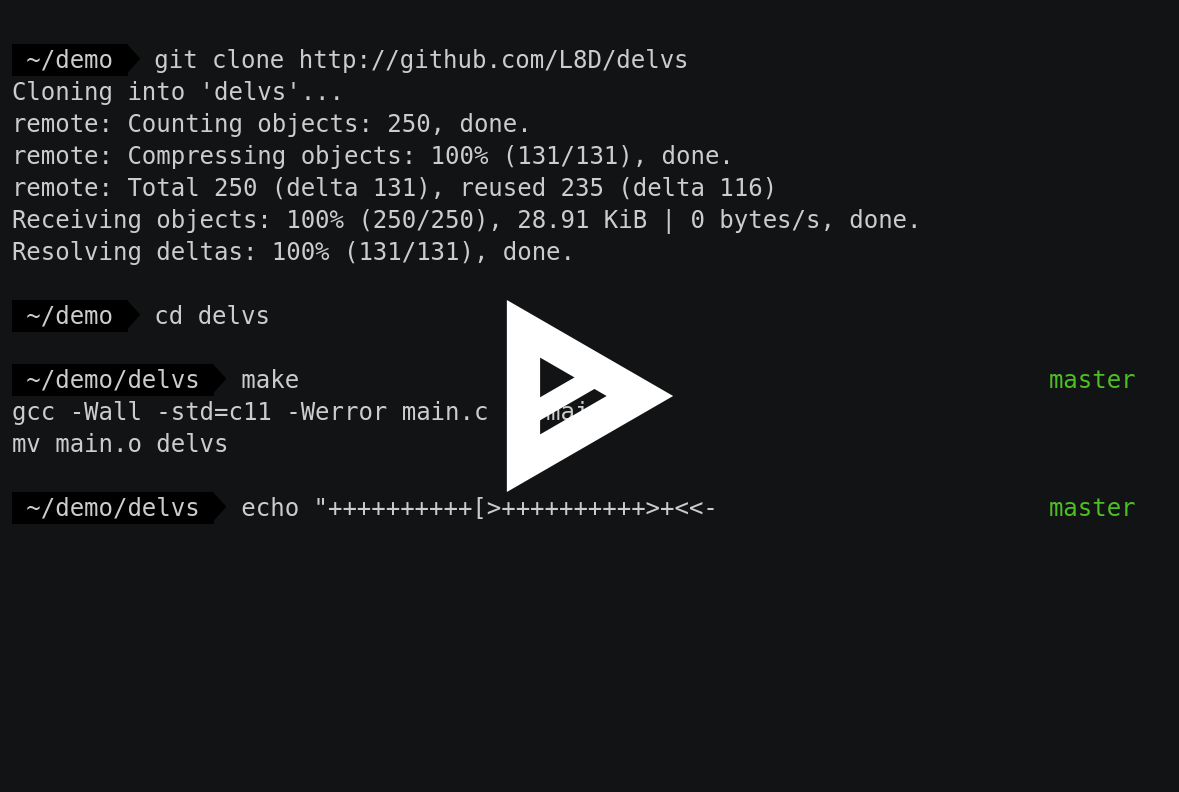 ~/demo git clone http://github.com/L8D/delvs
Cloning into 'delvs'...
remote: Counting objects: 250, done.
remote: Compressing objects: 100% (131/131), done.
remote: Total 250 (delta 131), reused 235 (delta 116)
Receiving objects: 100% (250/250), 28.91 KiB | 0 bytes/s, done.
Resolving deltas: 100% (131/131), done.
~/demo cd delvs
~/demo/delvs make master
gcc -Wall -std=c11 -Werror main.c
mv main.o delvs
~/demo/delvs echo "++++++++++[>++++++++++>+<<- master